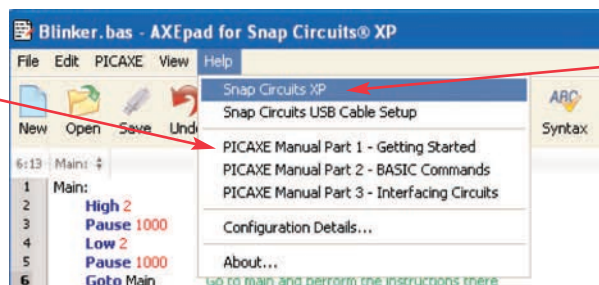 Blinker.bas - AXEpad for Snap Circuits® XP
File Edit PICAXE View Help
New Open Save Undo Syntax
Snap Circuits XP
Snap Circuits USB Cable Setup
PICAXE Manual Part 1 - Getting Started
PICAXE Manual Part 2 - BASIC Commands
PICAXE Manual Part 3 - Interfacing Circuits
Configuration Details...
About...
ABC
6:13 Main:
1 Main:
2 High 2
3 Pause 1000
4 Low 2
5 Pause 1000
6 Goto Main Go to main and perform the instructions there